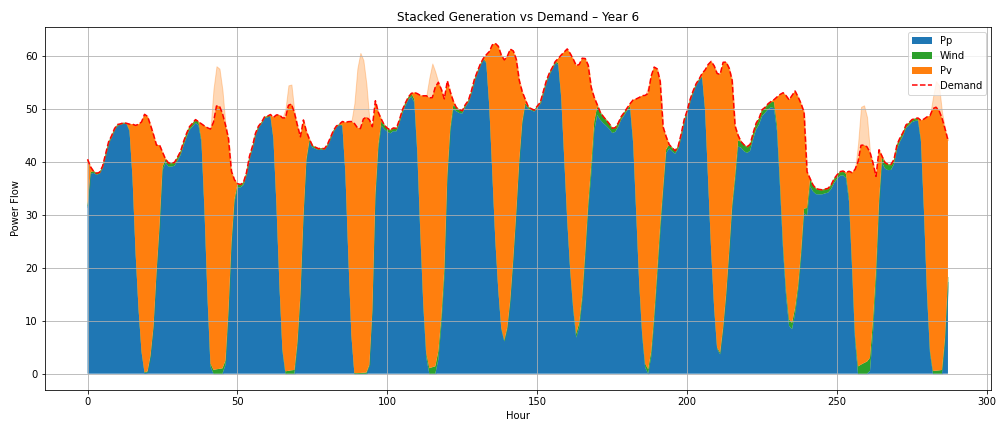 Stacked Generation vs Demand – Year 6
Power Flow
60
50
40
30
20
10
0
Pp
Wind
Pv
Demand
0 50 100 150 200 250 300
Hour